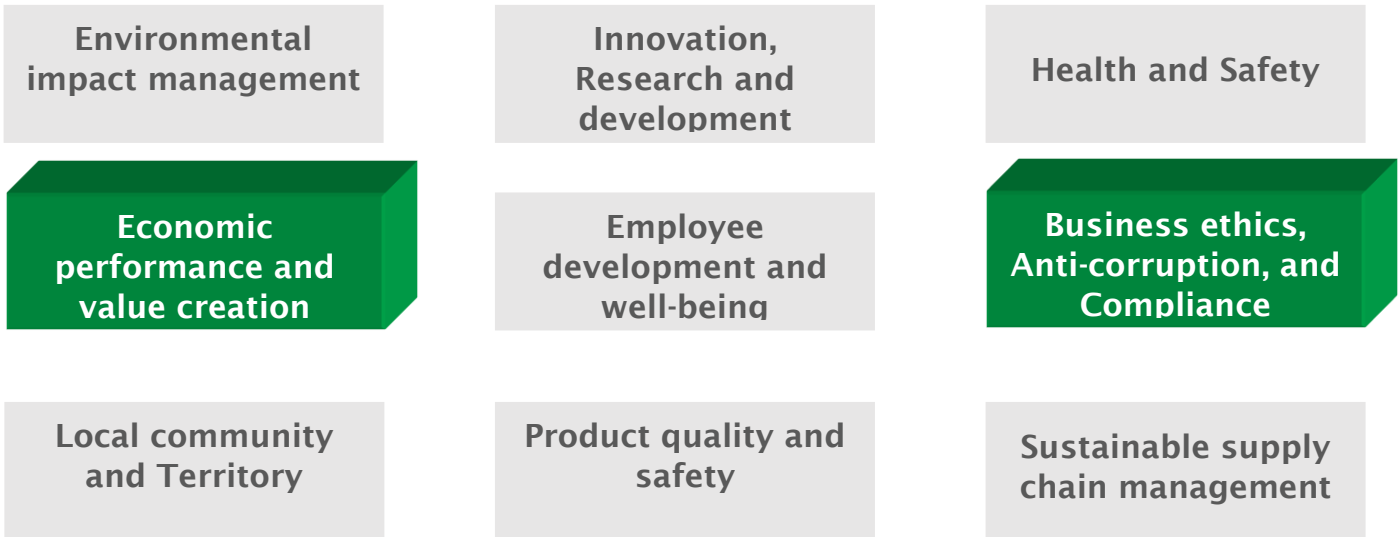 Environmental
impact management
Innovation,
Research and
development
Health and Safety
Economic
performance and
value creation
Employee
development and
well-being
Business ethics,
Anti-corruption, and
Compliance
Local community
and Territory
Product quality and
safety
Sustainable supply
chain management